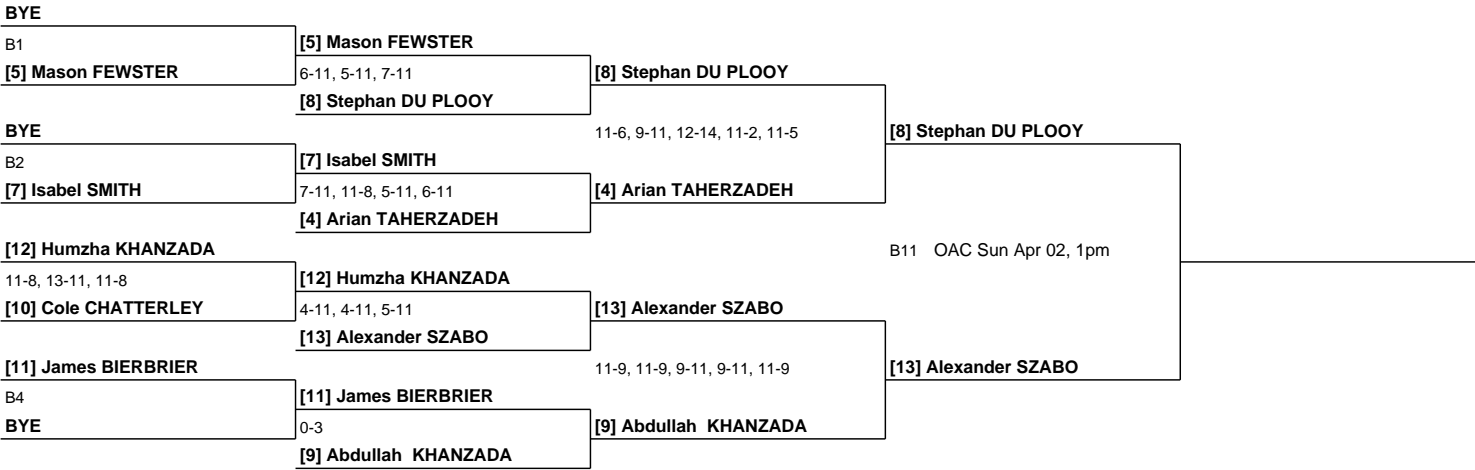 BYE
B1
[5] Mason FEWSTER
[5] Mason FEWSTER
6-11, 5-11, 7-11
[8] Stephan DU PLOOY
[8] Stephan DU PLOOY
BYE
B2
[7] Isabel SMITH
[7] Isabel SMITH
7-11, 11-8, 5-11, 6-11
[4] Arian TAHERZADEH
11-6, 9-11, 12-14, 11-2, 11-5
[4] Arian TAHERZADEH
[8] Stephan DU PLOOY
[12] Humzha KHANZADA
11-8, 13-11, 11-8
[10] Cole CHATTERLEY
[12] Humzha KHANZADA
4-11, 4-11, 5-11
[13] Alexander SZABO
[13] Alexander SZABO
[11] James BIERBRIER
B4
BYE
[11] James BIERBRIER
0-3
[9] Abdullah KHANZADA
11-9, 11-9, 9-11, 9-11, 11-9
[9] Abdullah KHANZADA
[13] Alexander SZABO
B11 OAC Sun Apr 02, 1pm